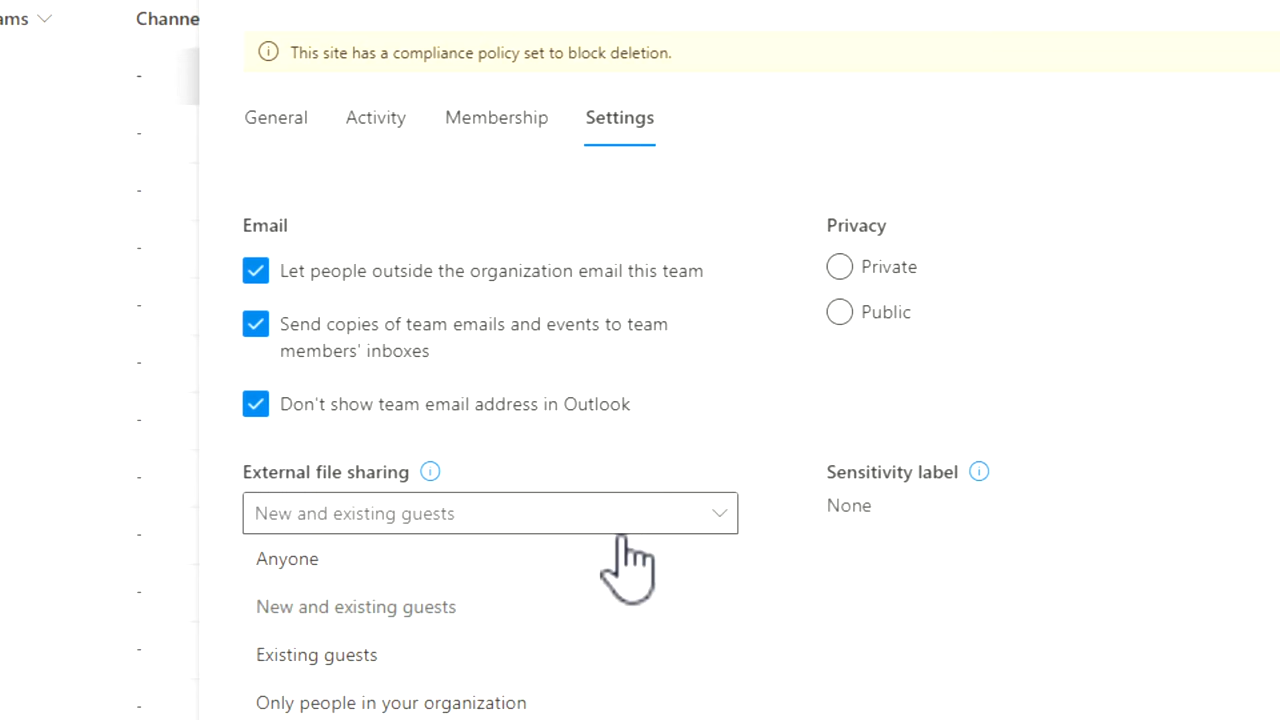 ams
Channe
This site has a compliance policy set to block deletion.
General
Activity
Membership
Settings
Email
Let people outside the organization email this team
Send copies of team emails and events to team
members' inboxes
Don't show team email address in Outlook
Privacy
Private
Public
External file sharing
New and existing guests
Anyone
New and existing guests
Existing guests
Only people in your organization
Sensitivity label
None